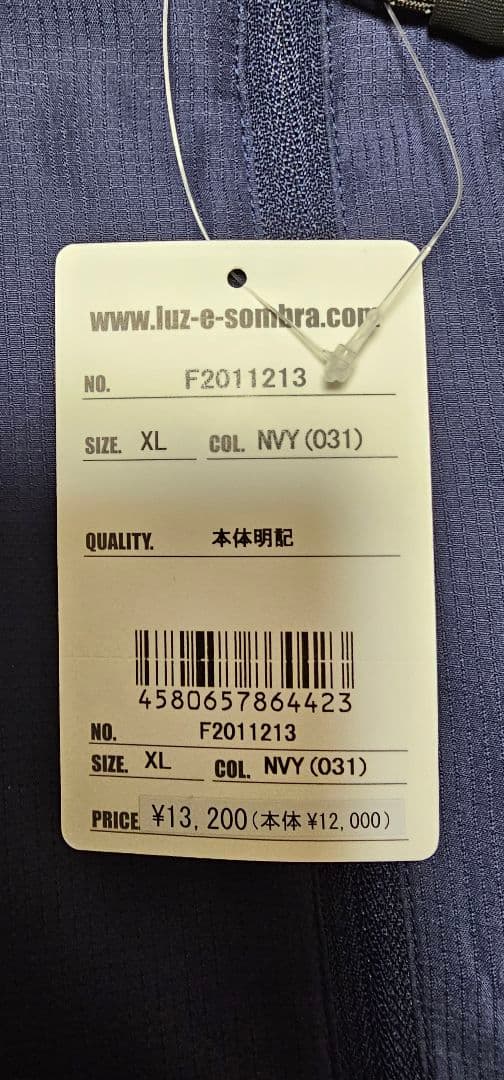 www.luz-e-sombra.com
NO. F2011213
SIZE. XL COL. NVY(031)
QUALITY. 本体明記
4580657864423
NO. F2011213
SIZE. XL COL. NVY(031)
PRICE ¥13,200(本体¥12,000)